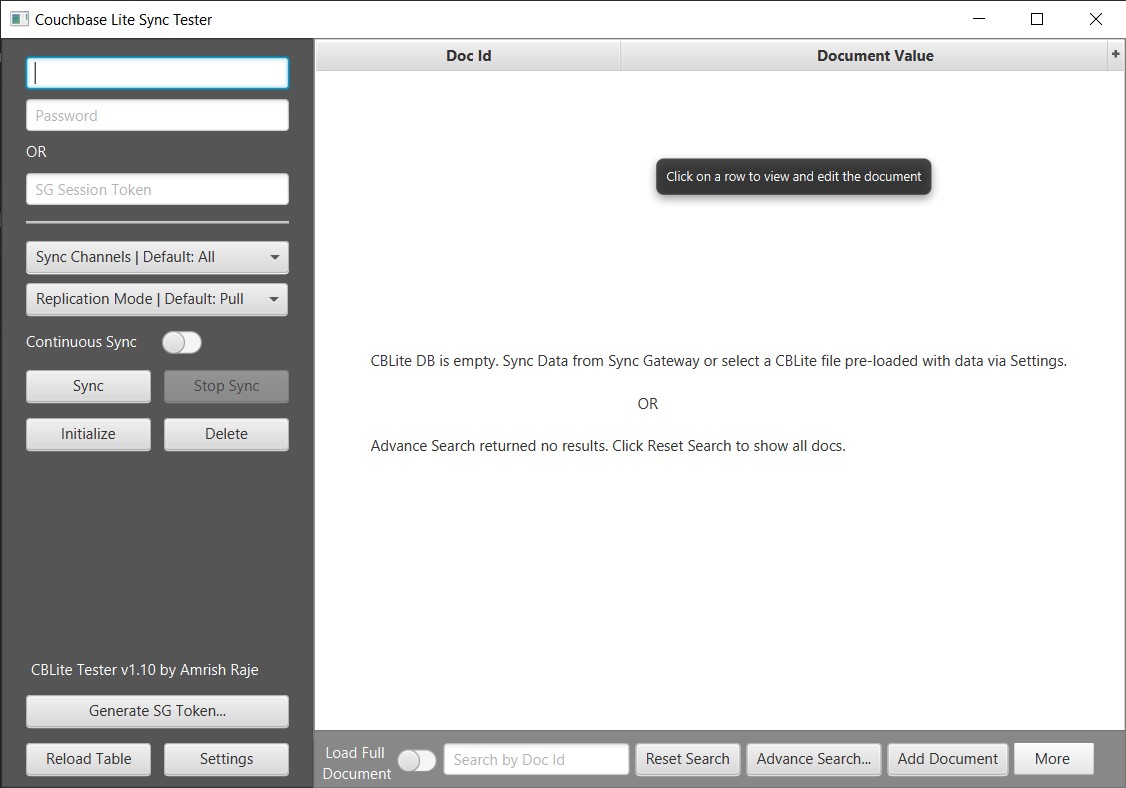 Couchbase Lite Sync Tester
Password
OR
SG Session Token
Sync Channels | Default: All
Replication Mode | Default: Pull
Continuous Sync
Sync
Stop Sync
Initialize
Delete
CBLite Tester v1.10 by Amrish Raje
Generate SG Token...
Reload Table
Settings
Doc Id
Document Value
+
Click on a row to view and edit the document
CBLite DB is empty. Sync Data from Sync Gateway or select a CBLite file pre-loaded with data via Settings.
OR
Advance Search returned no results. Click Reset Search to show all docs.
Load Full
Document
Search by Doc Id
Reset Search
Advance Search...
Add Document
More